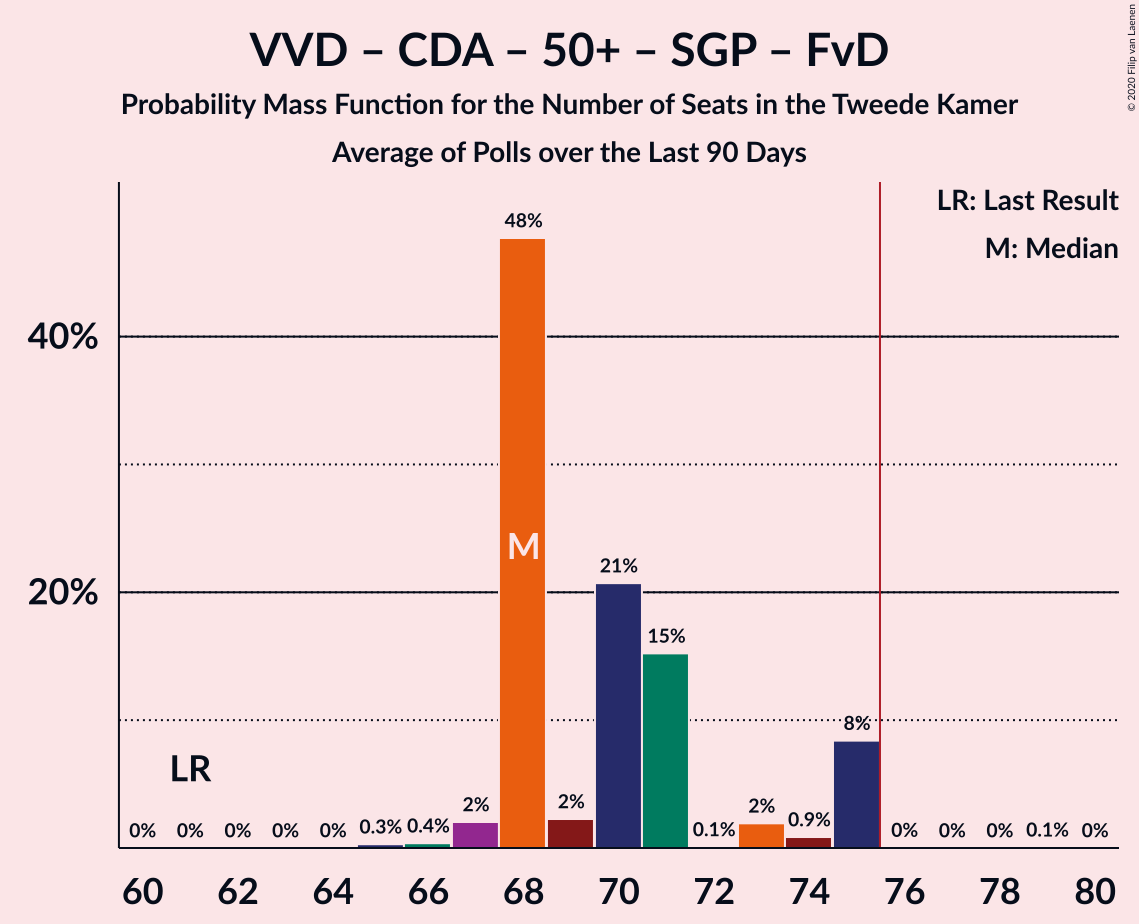 VVD – CDA – 50+ – SGP – FvD
Probability Mass Function for the Number of Seats in the Tweede Kamer
Average of Polls over the Last 90 Days
© 2020 Filip van Laenen
LR: Last Result
M: Median
40%
20%
LR
M
0% 0% 0% 0% 0% 0.3% 0.4% 2% 48% 2% 21% 15% 0.1% 2% 0.9% 8% 0% 0% 0% 0.1% 0%
60 62 64 66 68 70 72 74 76 78 80